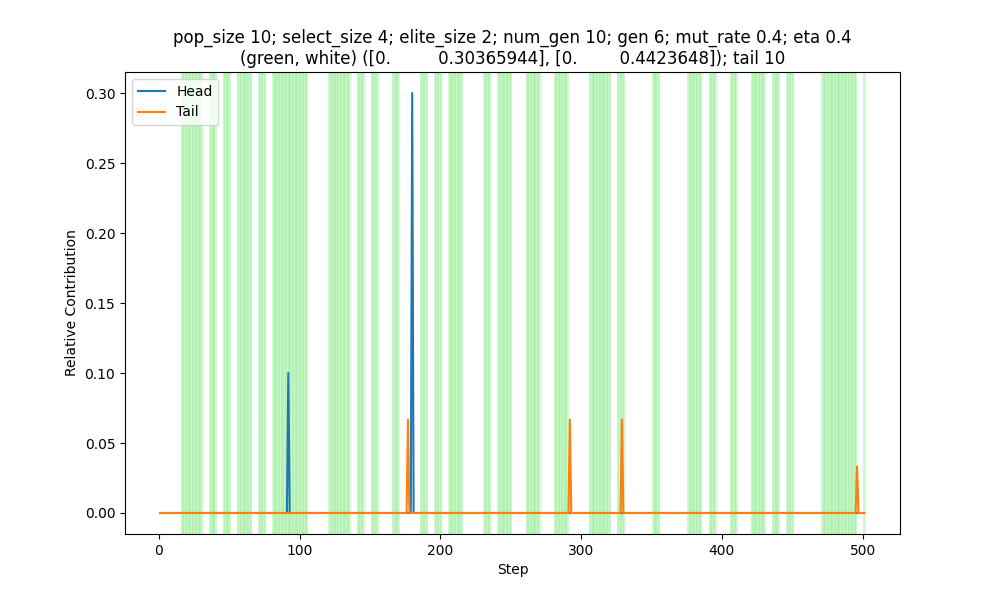 pop_size 10; select_size 4; elite_size 2; num_gen 10; gen 6; mut_rate 0.4; eta 0.4
(green, white) ([0.          0.30365944], [0.         0.4423648]); tail 10
Head
Tail
0.30
0.25
0.20
0.15
0.10
0.05
0.00
Relative Contribution
0 100 200 300 400 500
Step